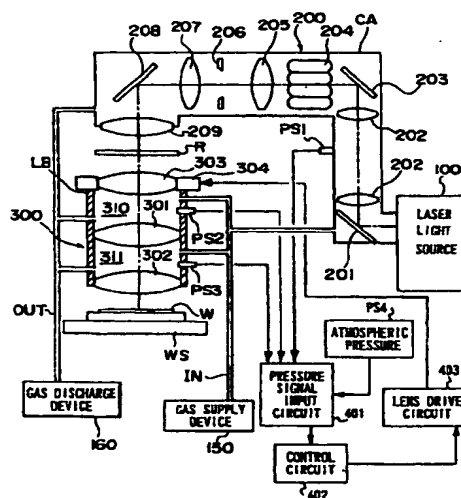 208
207
206
205
200
204
CA
203
209
PS1
202
R
303
304
LB
202
100
310
301
LASER
LIGHT
SOURCE
300
PS2
311
302
201
PS3
PS4
OUT
W
ATMOSPHERIC
PRESSURE
WS
IN
403
GAS DISCHARGE
DEVICE
GAS SUPPLY
DEVICE
PRESSURE
SIGNAL
INPUT
CIRCUIT
401
LENS DRIVE
CIRCUIT
160
150
CONTROL
CIRCUIT
402